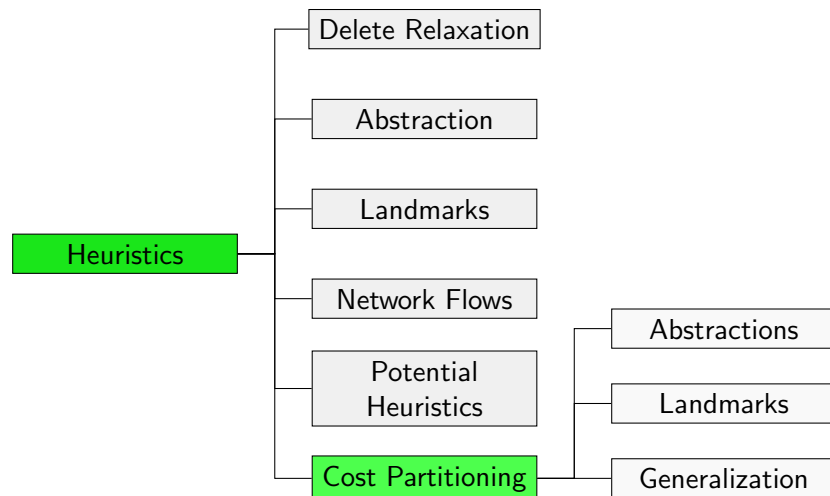 Delete Relaxation
Abstraction
Landmarks
Heuristics
Network Flows
Abstractions
Potential
Heuristics
Landmarks
Cost Partitioning
Generalization